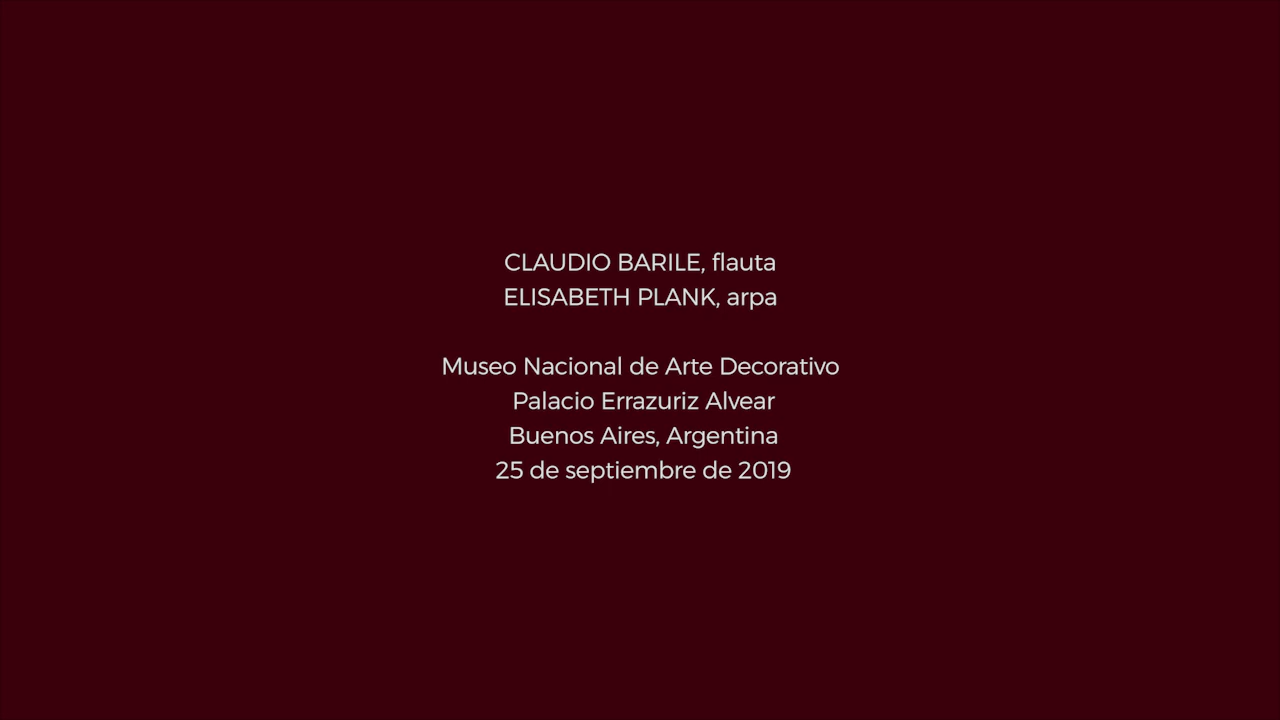 CLAUDIO BARILE, flauta
ELISABETH PLANK, arpa
Museo Nacional de Arte Decorativo
Palacio Errazuriz Alvear
Buenos Aires, Argentina
25 de septiembre de 2019